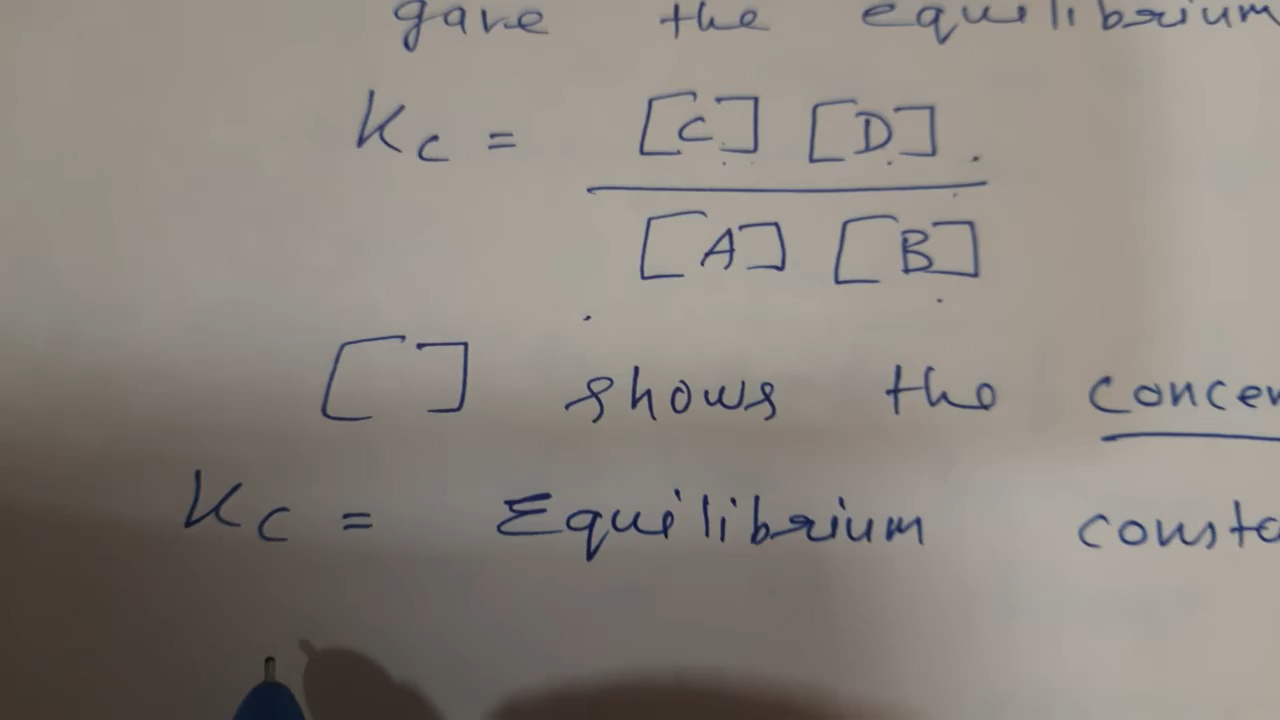 gave the equilibrium
Kc = [C] [D]
[A] [B]
[ ] shows the concen
Kc = Equilibrium consta